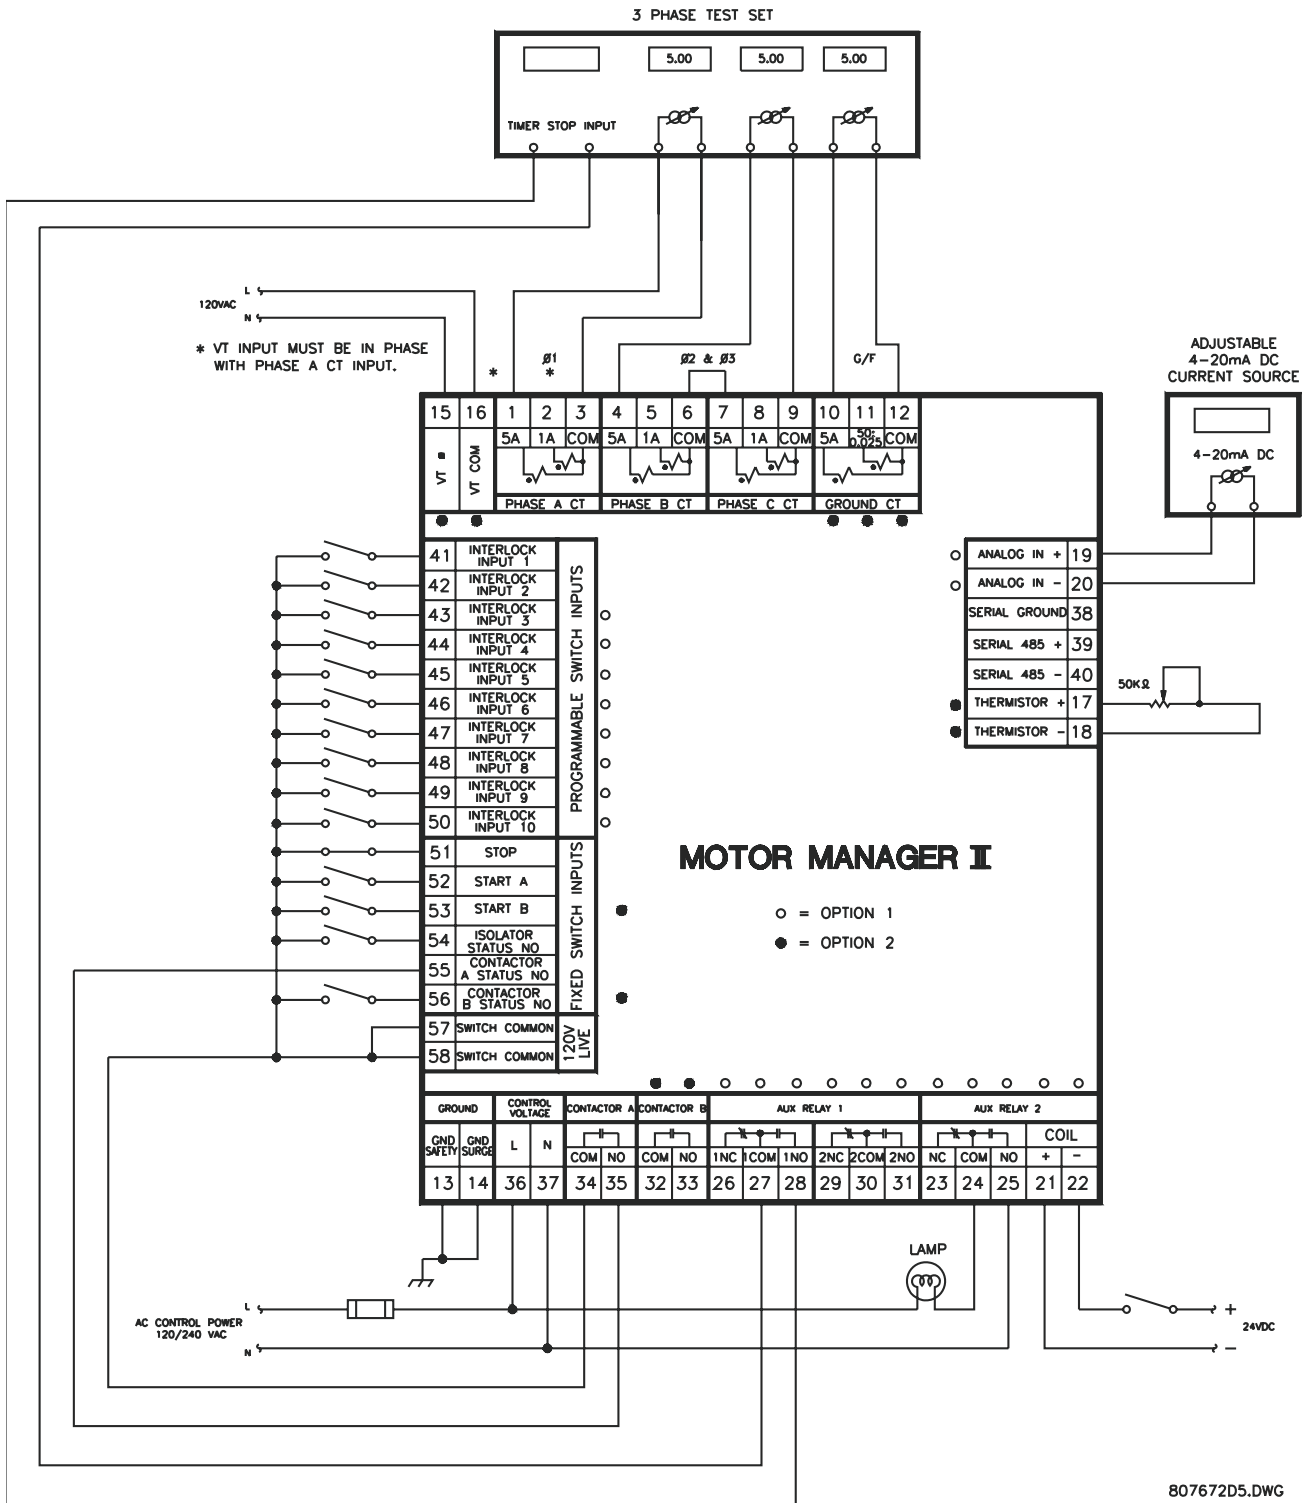 3 PHASE TEST SET
5.00 5.00 5.00
TIMER STOP INPUT
L
120VAC
N
* VT INPUT MUST BE IN PHASE
WITH PHASE A CT INPUT.
* Ø1 *
Ø2 & Ø3
G/F
ADJUSTABLE
4-20mA DC
CURRENT SOURCE
4-20mA DC
15 16 1 2 3 4 5 6 7 8 9 10 11 12
5A 1A COM 5A 1A COM 5A 1A COM 5A 50:0.025 COM
VT
VT COM
PHASE A CT PHASE B CT PHASE C CT GROUND CT
41 INTERLOCK INPUT 1
42 INTERLOCK INPUT 2
43 INTERLOCK INPUT 3
44 INTERLOCK INPUT 4
45 INTERLOCK INPUT 5
46 INTERLOCK INPUT 6
47 INTERLOCK INPUT 7
48 INTERLOCK INPUT 8
49 INTERLOCK INPUT 9
50 INTERLOCK INPUT 10
PROGRAMMABLE SWITCH INPUTS
51 STOP
52 START A
53 START B
54 ISOLATOR STATUS NO
55 CONTACTOR A STATUS NO
56 CONTACTOR B STATUS NO
FIXED SWITCH INPUTS
57 SWITCH COMMON
58 SWITCH COMMON
120V LIVE
ANALOG IN + 19
ANALOG IN - 20
SERIAL GROUND 38
SERIAL 485 + 39
SERIAL 485 - 40
THERMISTOR + 17
THERMISTOR - 18
50KΩ
MOTOR MANAGER II
= OPTION 1
= OPTION 2
GROUND CONTROL VOLTAGE CONTACTOR A CONTACTOR B AUX RELAY 1 AUX RELAY 2
COIL
GND SAFETY GND SURGE L N COM NO COM NO 1NC 1COM 1NO 2NC 2COM 2NO NC COM NO + -
13 14 36 37 34 35 32 33 26 27 28 29 30 31 23 24 25 21 22
LAMP
L
AC CONTROL POWER
120/240 VAC
N
+
24VDC
-
807672D5.DWG